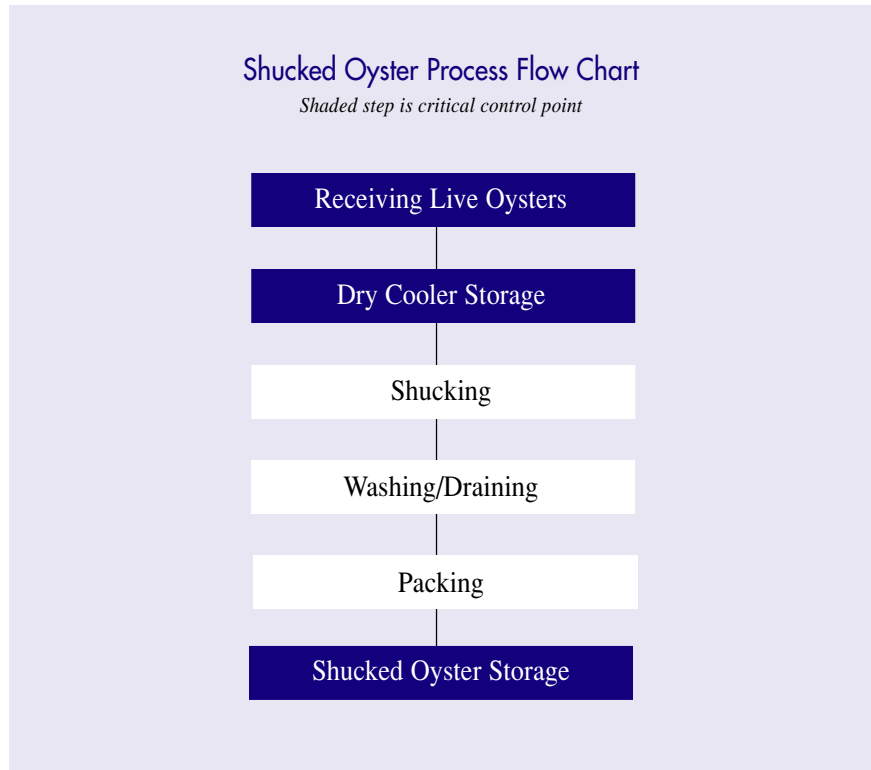 Shucked Oyster Process Flow Chart
Shaded step is critical control point
Receiving Live Oysters
Dry Cooler Storage
Shucking
Washing/Draining
Packing
Shucked Oyster Storage